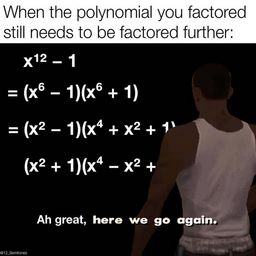 When the polynomial you factored
still needs to be factored further:
x¹² – 1
= (x⁶ – 1)(x⁶ + 1)
= (x² – 1)(x⁴ + x² + 1)
(x² + 1)(x⁴ – x² +
Ah great, here we go again.
@12_Semitones